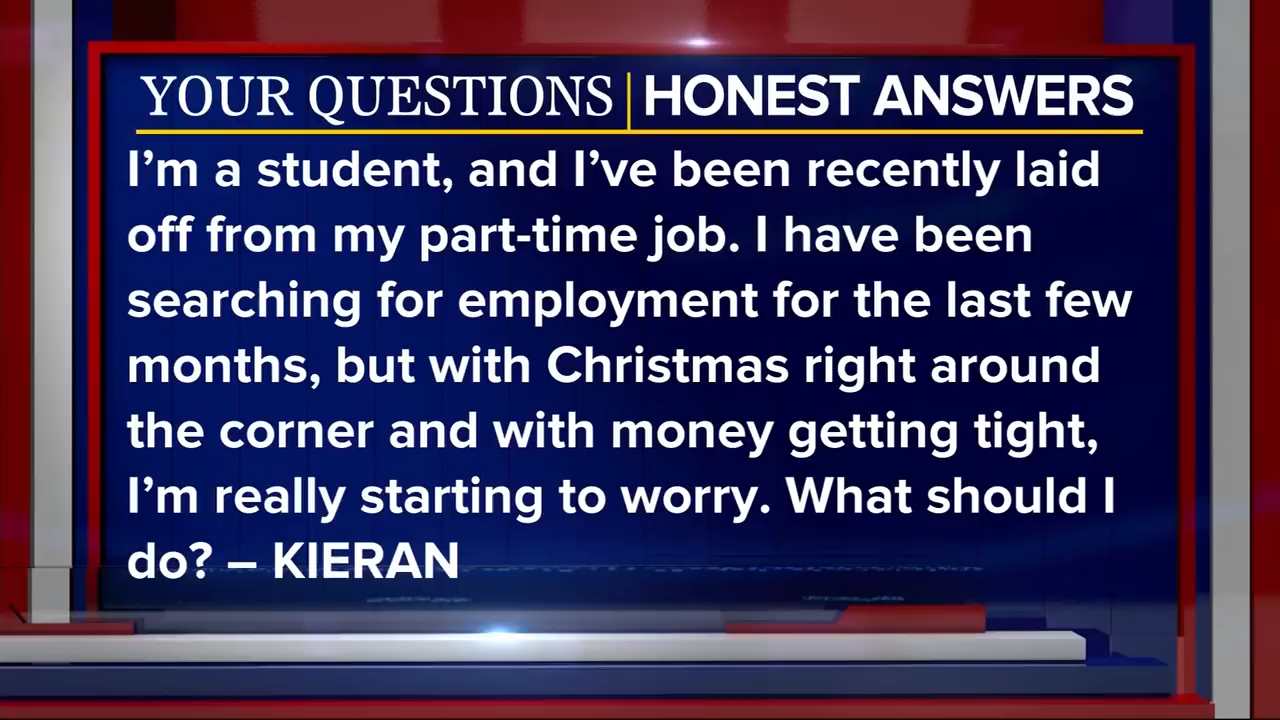 YOUR QUESTIONS | HONEST ANSWERS
I’m a student, and I’ve been recently laid
off from my part-time job. I have been
searching for employment for the last few
months, but with Christmas right around
the corner and with money getting tight,
I’m really starting to worry. What should I
do? – KIERAN